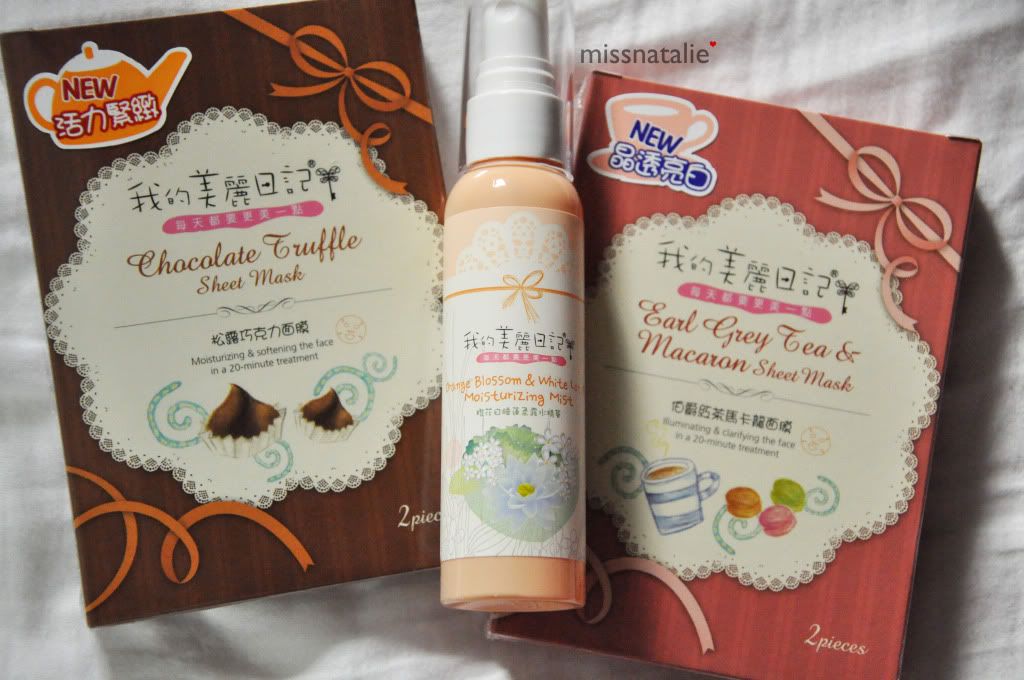 missnatalie
NEW
活力緊緻
我的美麗日記®
每天都要更美一點
Chocolate Truffle
Sheet Mask
松露巧克力面膜
Moisturizing & softening the face
in a 20-minute treatment
我的美麗日記
每天都要更美一點
Orange Blossom & White
Moisturizing Mist
NEW
晶透亮白
我的美麗日記®
每天都要更美一點
Earl Grey Tea &
Macaron Sheet Mask
伯爵紅茶馬卡龍面膜
Illuminating & clarifying the face
in a 20-minute treatment
2pieces